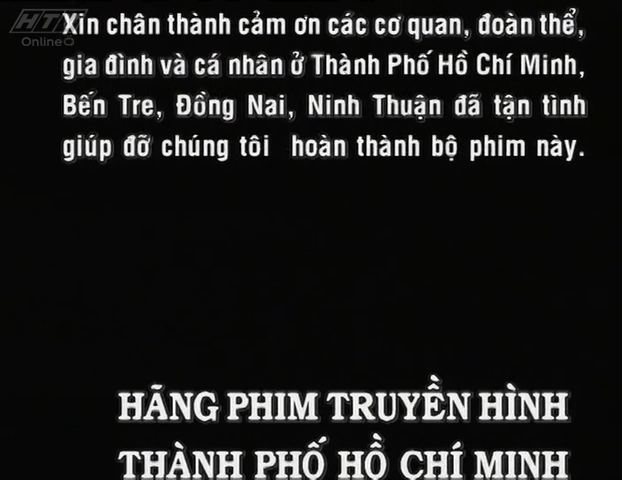 HTV
Online
Xin chân thành cảm ơn các cơ quan, đoàn thể,
gia đình và cá nhân ở Thành Phố Hồ Chí Minh,
Bến Tre, Đồng Nai, Ninh Thuận đã tận tình
giúp đỡ chúng tôi hoàn thành bộ phim này.
HÃNG PHIM TRUYỀN HÌNH
THÀNH PHỐ HỒ CHÍ MINH